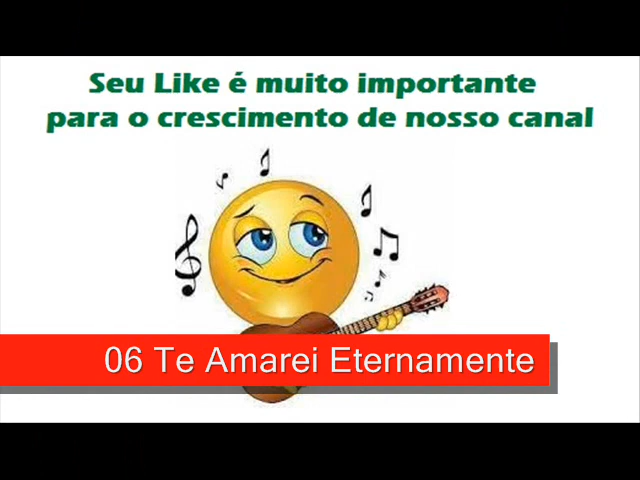 Seu Like é muito importante
para o crescimento de nosso canal
06 Te Amarei Eternamente